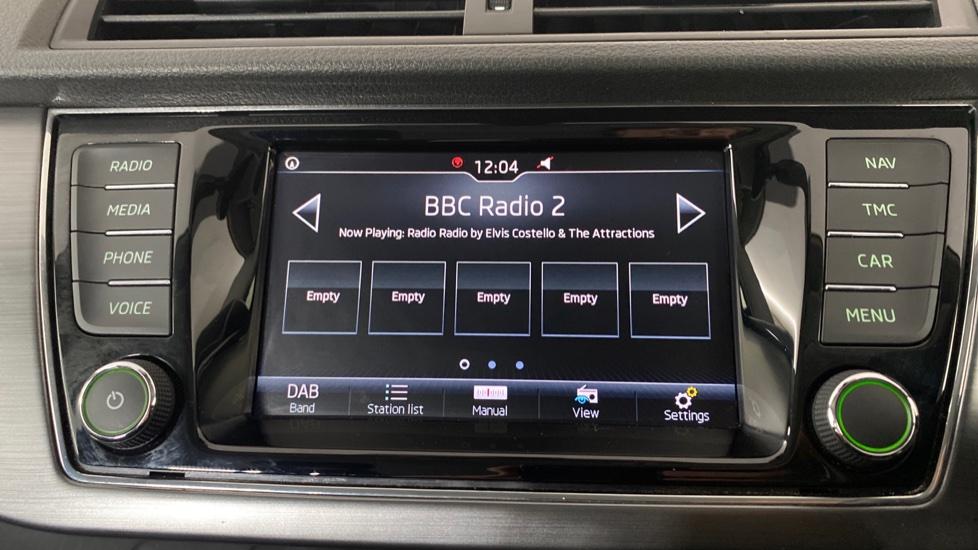 RADIO
MEDIA
PHONE
VOICE
12:04
BBC Radio 2
Now Playing: Radio Radio by Elvis Costello & The Attractions
Empty Empty Empty Empty Empty
DAB
Band Station list Manual View Settings
NAV
TMC
CAR
MENU